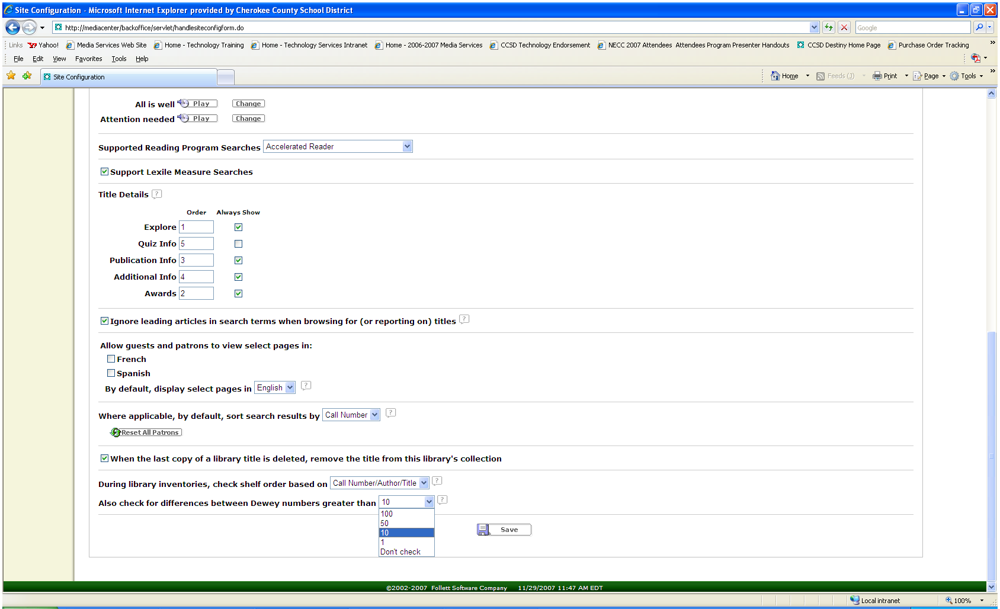 Site Configuration - Microsoft Internet Explorer provided by Cherokee County School District
http://mediacenter/backoffice/servlet/handlesiteconfigform.do
Google
Links Yahoo! Media Services Web Site Home - Technology Training Home - Technology Services Intranet Home - 2006-2007 Media Services CCSD Technology Endorsement NECC 2007 Attendees Attendees Program Presenter Handouts CCSD Destiny Home Page Purchase Order Tracking »
File Edit View Favorites Tools Help
Site Configuration
Home Feeds (J) Print Page Tools »
All is well Play Change
Attention needed Play Change
Supported Reading Program Searches Accelerated Reader
Support Lexile Measure Searches
Title Details ?
Order Always Show
Explore 1
Quiz Info 5
Publication Info 3
Additional Info 4
Awards 2
Ignore leading articles in search terms when browsing for (or reporting on) titles ?
Allow guests and patrons to view select pages in:
French
Spanish
By default, display select pages in English ?
Where applicable, by default, sort search results by Call Number ?
Reset All Patrons
When the last copy of a library title is deleted, remove the title from this library's collection
During library inventories, check shelf order based on Call Number/Author/Title ?
Also check for differences between Dewey numbers greater than 10 ?
100
50
10
1
Don't check
Save
©2002-2007 Follett Software Company 11/29/2007 11:47 AM EDT
Local intranet 100%